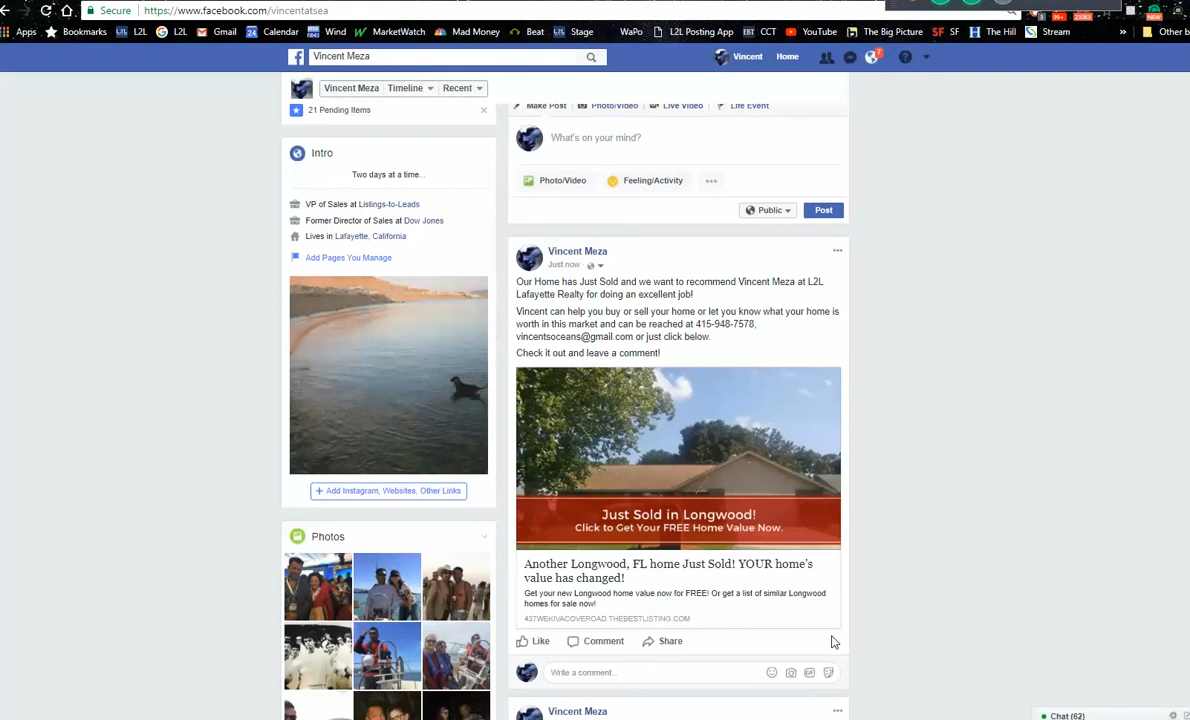 Secure https://www.facebook.com/vincentatsea
99+ 23063 NEW
Apps Bookmarks L2L L2L Gmail Calendar Wind MarketWatch Mad Money Beat Stage WaPo L2L Posting App EBT CCT YouTube The Big Picture SF SF H The Hill Stream » Other b
Vincent Meza
Vincent Home 7
Vincent Meza Timeline Recent
21 Pending Items
Make Post Photo/Video Live Video Life Event
What's on your mind?
Photo/Video Feeling/Activity
Public Post
Intro
Two days at a time...
VP of Sales at Listings-to-Leads
Former Director of Sales at Dow Jones
Lives in Lafayette, California
Add Pages You Manage
+ Add Instagram, Websites, Other Links
Photos
Vincent Meza
Just now ·
Our Home has Just Sold and we want to recommend Vincent Meza at L2L
Lafayette Realty for doing an excellent job!
Vincent can help you buy or sell your home or let you know what your home is
worth in this market and can be reached at 415-948-7578,
vincentsoceans@gmail.com or just click below.
Check it out and leave a comment!
Just Sold in Longwood!
Click to Get Your FREE Home Value Now.
Another Longwood, FL home Just Sold! YOUR home's
value has changed!
Get your new Longwood home value now for FREE! Or get a list of similar Longwood
homes for sale now!
437WEKIVACOVEROAD.THEBESTLISTING.COM
Like Comment Share
Write a comment...
Vincent Meza
Chat (62)